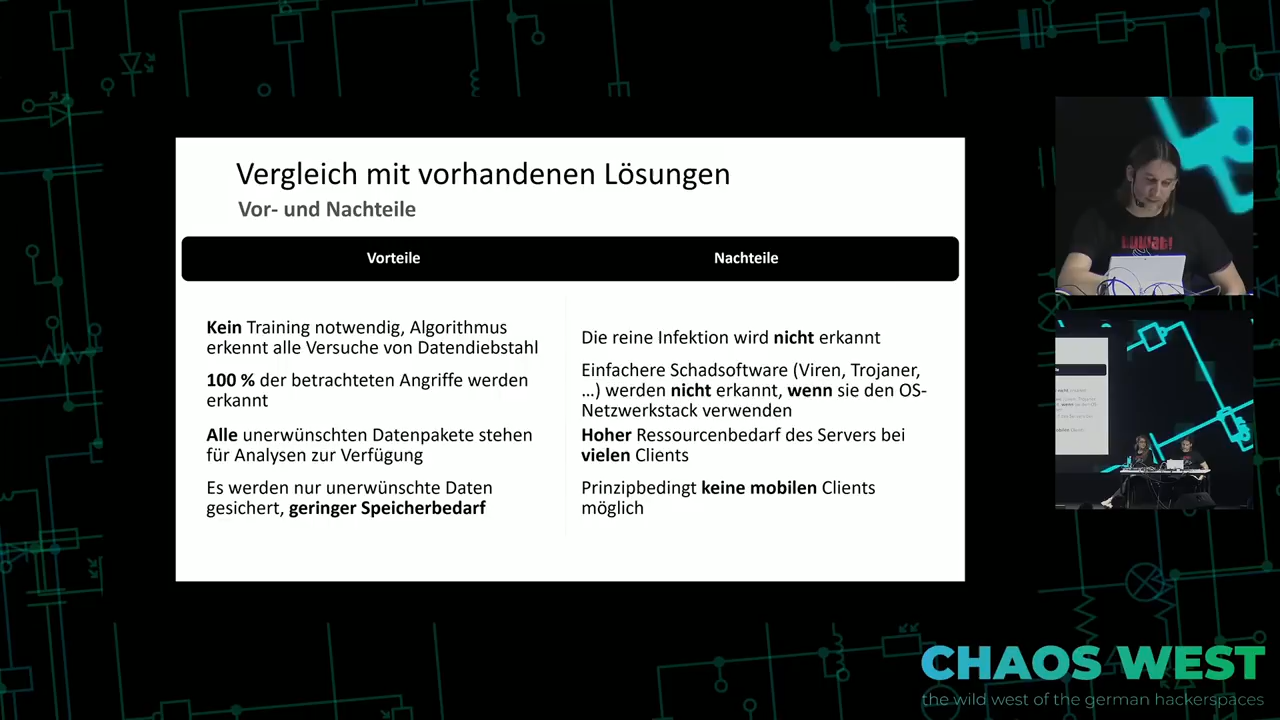 Vergleich mit vorhandenen Lösungen
Vor- und Nachteile
Vorteile
Nachteile
Kein Training notwendig, Algorithmus
erkennt alle Versuche von Datendiebstahl
100 % der betrachteten Angriffe werden
erkannt
Alle unerwünschten Datenpakete stehen
für Analysen zur Verfügung
Es werden nur unerwünschte Daten
gesichert, geringer Speicherbedarf
Die reine Infektion wird nicht erkannt
Einfachere Schadsoftware (Viren, Trojaner,
…) werden nicht erkannt, wenn sie den OS-
Netzwerkstack verwenden
Hoher Ressourcenbedarf des Servers bei
vielen Clients
Prinzipbedingt keine mobilen Clients
möglich
CHAOS WEST
the wild west of the german hackerspaces